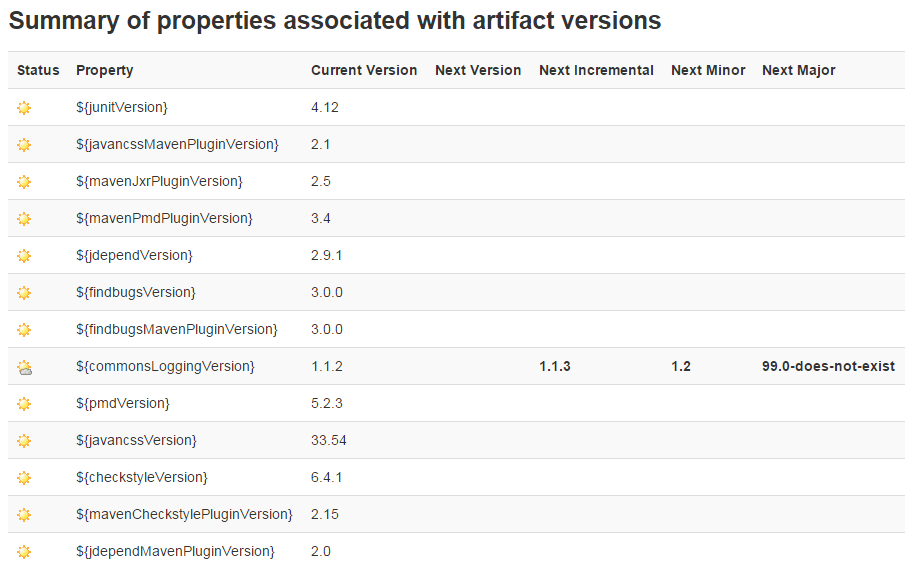 Summary of properties associated with artifact versions
Status Property Current Version Next Version Next Incremental Next Minor Next Major
${junitVersion} 4.12
${javancssMavenPluginVersion} 2.1
${mavenJxrPluginVersion} 2.5
${mavenPmdPluginVersion} 3.4
${jdependVersion} 2.9.1
${findbugsVersion} 3.0.0
${findbugsMavenPluginVersion} 3.0.0
${commonsLoggingVersion} 1.1.2 1.1.3 1.2 99.0-does-not-exist
${pmdVersion} 5.2.3
${javancssVersion} 33.54
${checkstyleVersion} 6.4.1
${mavenCheckstylePluginVersion} 2.15
${jdependMavenPluginVersion} 2.0